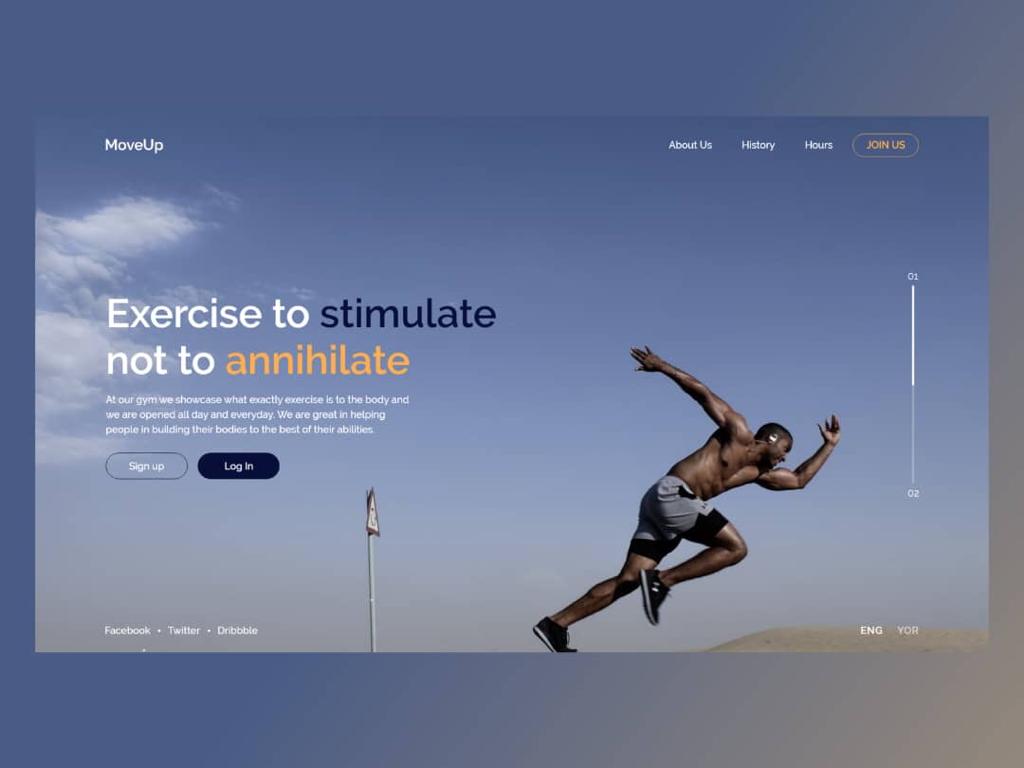 MoveUp
About Us History Hours JOIN US
01
Exercise to stimulate
not to annihilate
At our gym we showcase what exactly exercise is to the body and
we are opened all day and everyday. We are great in helping
people in building their bodies to the best of their abilities.
Sign up Log In
02
Facebook • Twitter • Dribbble
ENG YOR